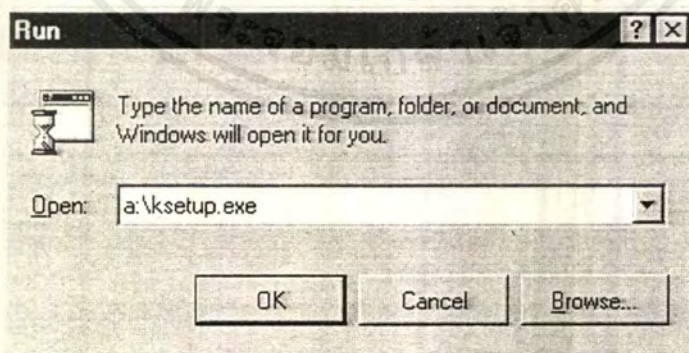 Run
Type the name of a program, folder, or document, and
Windows will open it for you.
Open: a:\ksetup.exe
OK Cancel Browse...